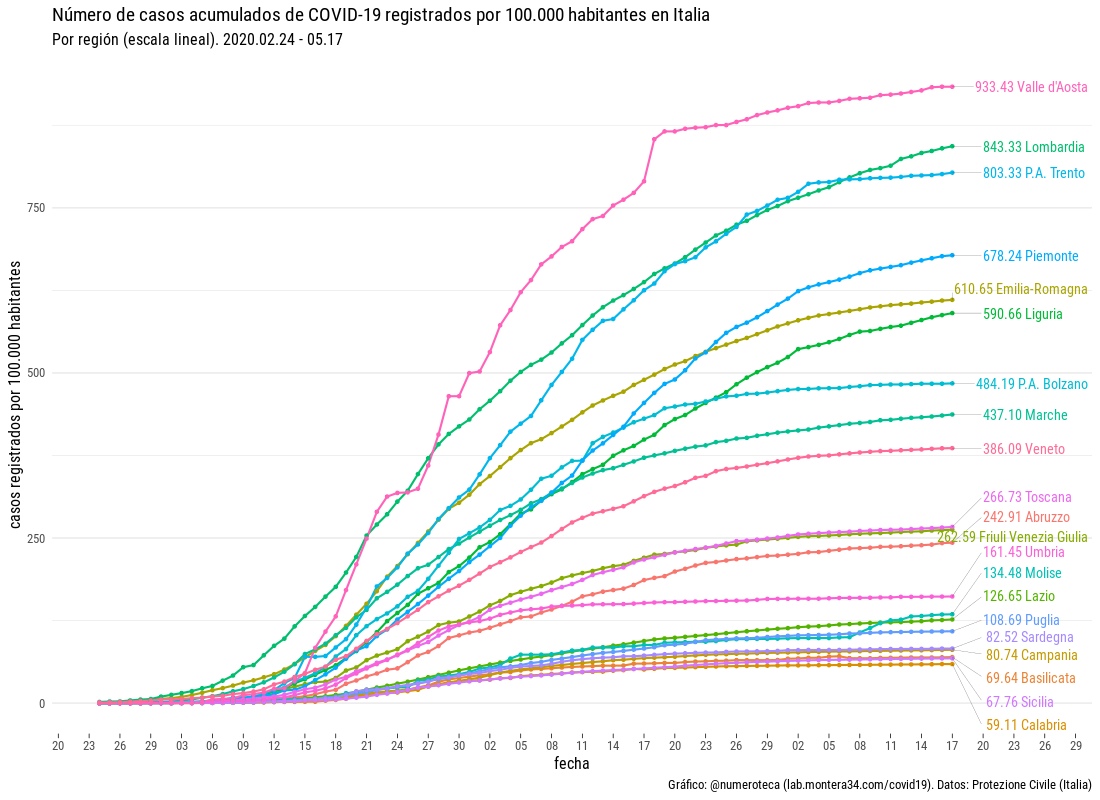 Número de casos acumulados de COVID-19 registrados por 100.000 habitantes en Italia
Por región (escala lineal). 2020.02.24 - 05.17
casos registrados por 100.000 habitantes
750
500
250
0
933.43 Valle d'Aosta
843.33 Lombardia
803.33 P.A. Trento
678.24 Piemonte
610.65 Emilia-Romagna
590.66 Liguria
484.19 P.A. Bolzano
437.10 Marche
386.09 Veneto
266.73 Toscana
242.91 Abruzzo
262.59 Friuli Venezia Giulia
161.45 Umbria
134.48 Molise
126.65 Lazio
108.69 Puglia
82.52 Sardegna
80.74 Campania
69.64 Basilicata
67.76 Sicilia
59.11 Calabria
20 23 26 29 03 06 09 12 15 18 21 24 27 30 02 05 08 11 14 17 20 23 26 29 02 05 08 11 14 17 20 23 26 29
fecha
Gráfico: @numeroteca (lab.montera34.com/covid19). Datos: Protezione Civile (Italia)